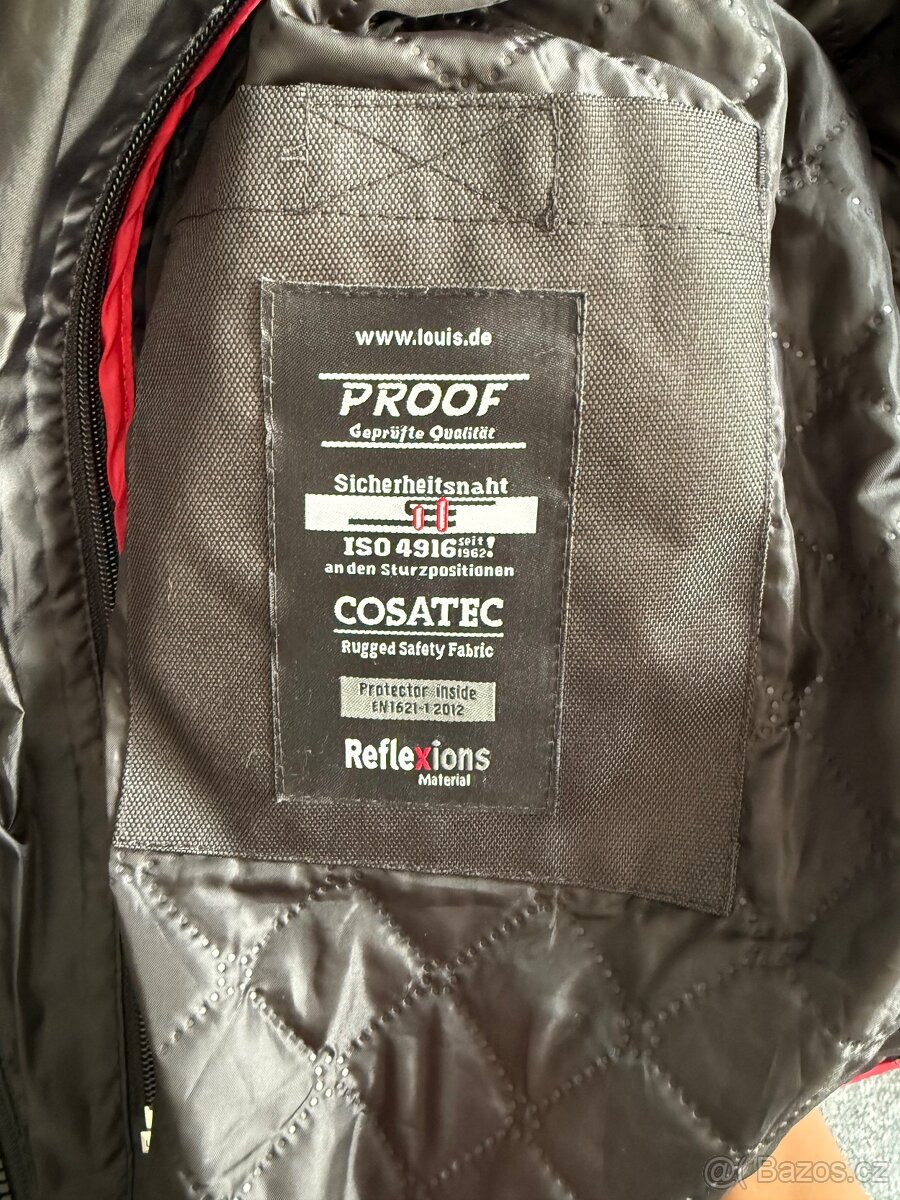 www.louis.de
PROOF
Geprüfte Qualität
Sicherheitsnaht
ISO 4916 seit 1962!
an den Sturzpositionen
COSATEC
Rugged Safety Fabric
Protector inside
EN1621-1 2012
Reflexions
Material
Bazos.cz